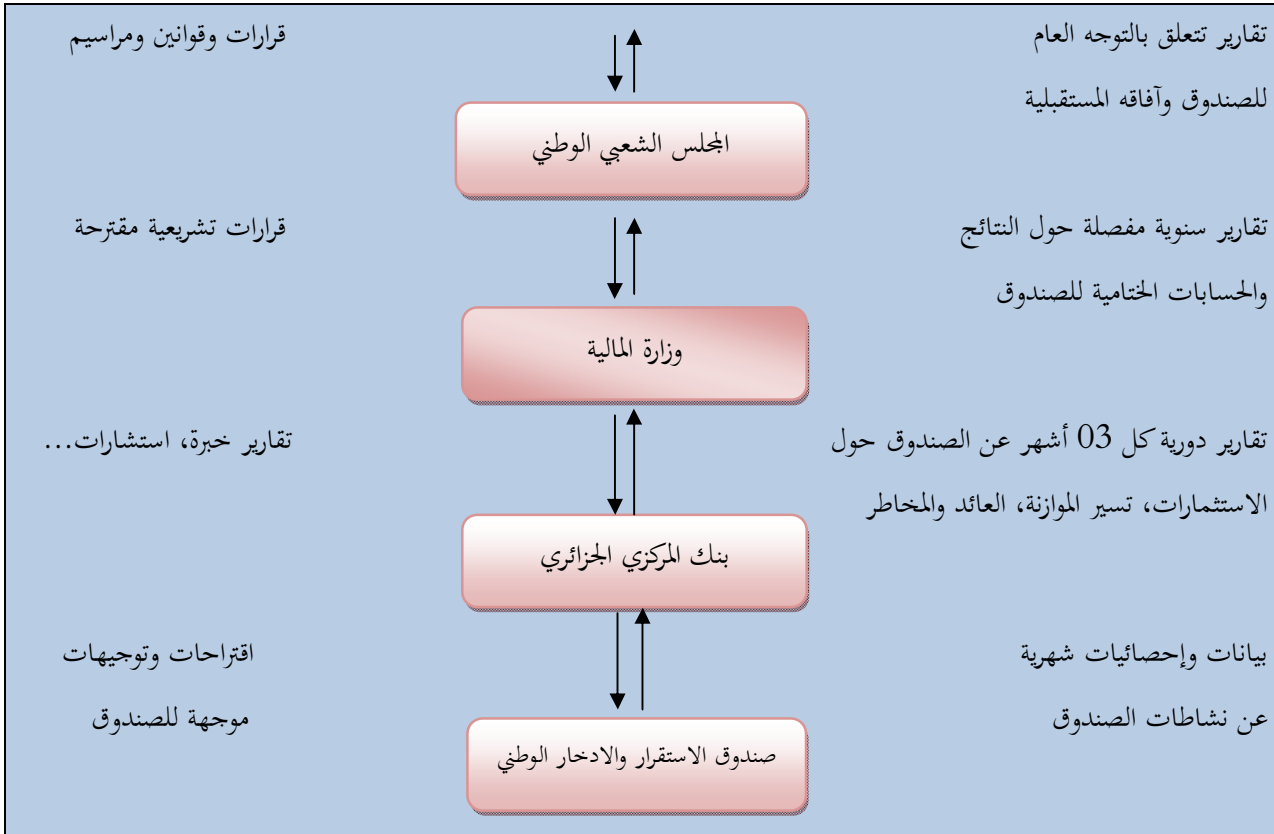 تقارير تتعلق بالتوجه العام
للصندوق وآفاقه المستقبلية
قرارات وقوانين ومراسيم
المجلس الشعبي الوطني
تقارير سنوية مفصلة حول النتائج
والحسابات الختامية للصندوق
قرارات تشريعية مقترحة
وزارة المالية
تقارير دورية كل 03 أشهر عن الصندوق حول
الاستثمارات، تسير الموازنة، العائد والمخاطر
تقارير خبرة، استشارات...
بنك المركزي الجزائري
بيانات وإحصائيات شهرية
عن نشاطات الصندوق
اقتراحات وتوجيهات
موجهة للصندوق
صندوق الاستقرار والادخار الوطني